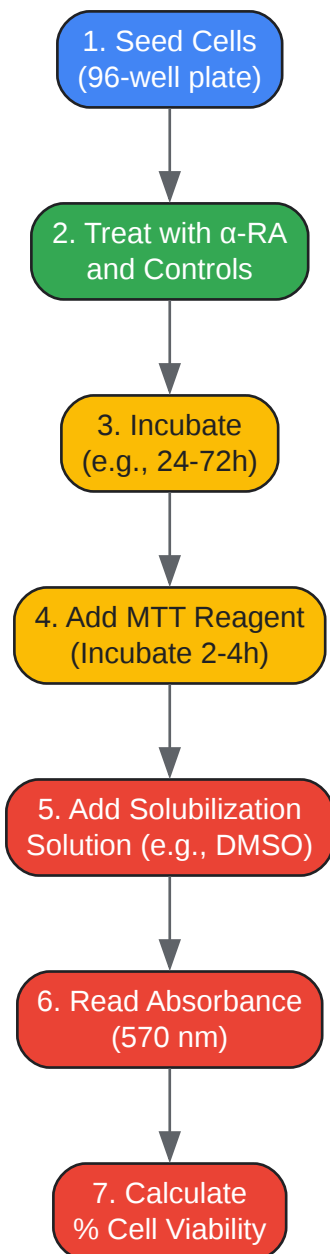 1. Seed Cells
(96-well plate)
2. Treat with α-RA
and Controls
3. Incubate
(e.g., 24-72h)
4. Add MTT Reagent
(Incubate 2-4h)
5. Add Solubilization
Solution (e.g., DMSO)
6. Read Absorbance
(570 nm)
7. Calculate
% Cell Viability